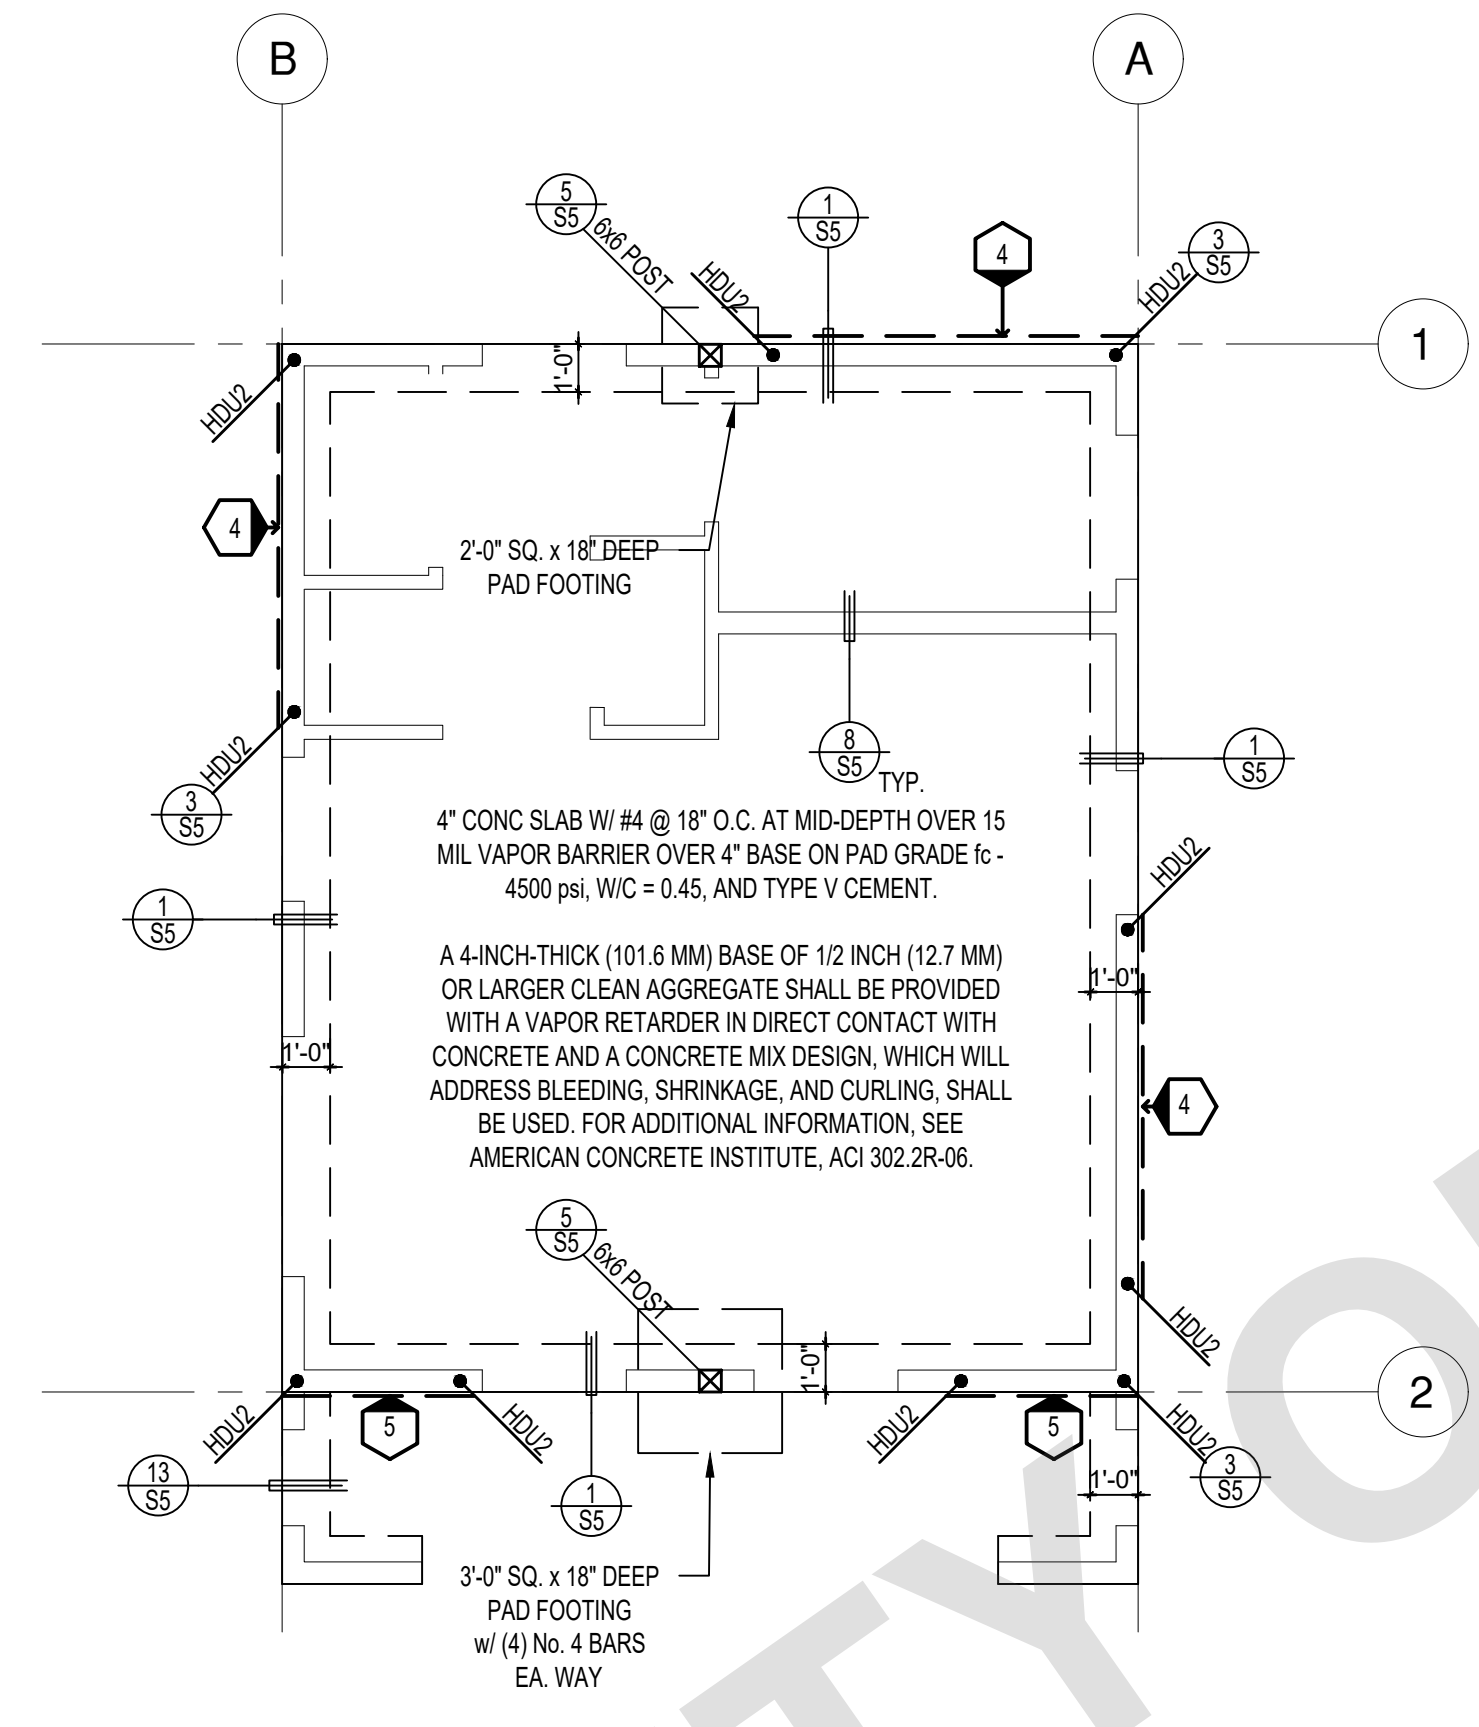 B
A
5
S5
6x6 POST
1
S5
4
3
S5
HDU2
HDU2
1
1'-0"
HDU2
4
2'-0" SQ. x 18" DEEP
PAD FOOTING
HDU2
3
S5
8
S5
TYP.
1
S5
4" CONC SLAB W/ #4 @ 18" O.C. AT MID-DEPTH OVER 15
MIL VAPOR BARRIER OVER 4" BASE ON PAD GRADE fc -
4500 psi, W/C = 0.45, AND TYPE V CEMENT.
HDU2
1
S5
A 4-INCH-THICK (101.6 MM) BASE OF 1/2 INCH (12.7 MM)
OR LARGER CLEAN AGGREGATE SHALL BE PROVIDED
WITH A VAPOR RETARDER IN DIRECT CONTACT WITH
CONCRETE AND A CONCRETE MIX DESIGN, WHICH WILL
ADDRESS BLEEDING, SHRINKAGE, AND CURLING, SHALL
BE USED. FOR ADDITIONAL INFORMATION, SEE
AMERICAN CONCRETE INSTITUTE, ACI 302.2R-06.
1'-0"
1'-0"
4
5
S5
6x6 POST
1'-0"
HDU2
2
HDU2
5
HDU2
HDU2
5
HDU2
3
S5
13
S5
1
S5
1'-0"
3'-0" SQ. x 18" DEEP
PAD FOOTING
w/ (4) No. 4 BARS
EA. WAY
TY O